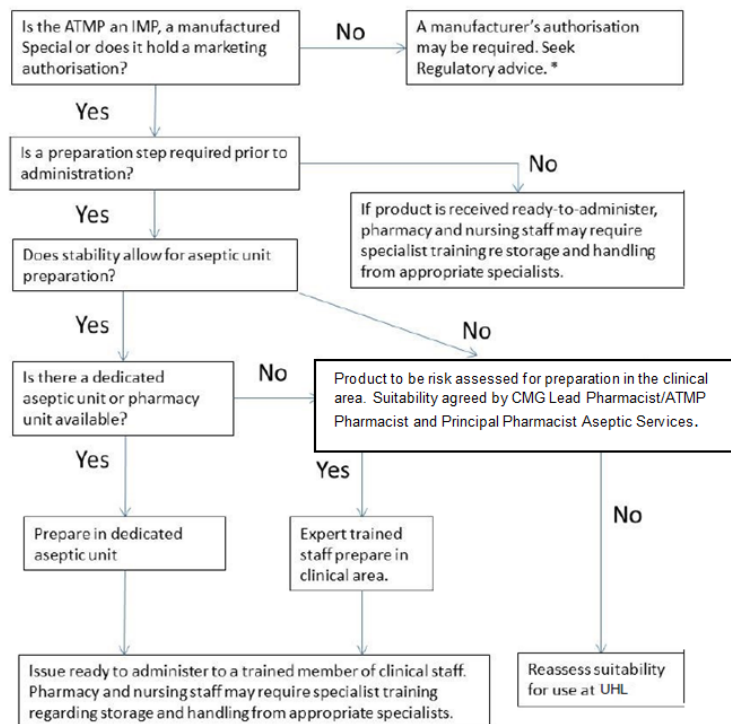 Is the ATMP an IMP, a manufactured
Special or does it hold a marketing
authorisation?
No
A manufacturer's authorisation
may be required. Seek
Regulatory advice. *
Yes
Is a preparation step required prior to
administration?
No
Yes
If product is received ready-to-administer,
pharmacy and nursing staff may require
specialist training re storage and handling
from appropriate specialists.
Does stability allow for aseptic unit
preparation?
Yes
No
Is there a dedicated
aseptic unit or pharmacy
unit available?
No
Product to be risk assessed for preparation in the clinical
area. Suitability agreed by CMG Lead Pharmacist/ATMP
Pharmacist and Principal Pharmacist Aseptic Services.
Yes
Yes
No
Prepare in dedicated
aseptic unit
Expert trained
staff prepare in
clinical area.
Issue ready to administer to a trained member of clinical staff.
Pharmacy and nursing staff may require specialist training
regarding storage and handling from appropriate specialists.
Reassess suitability
for use at UHL